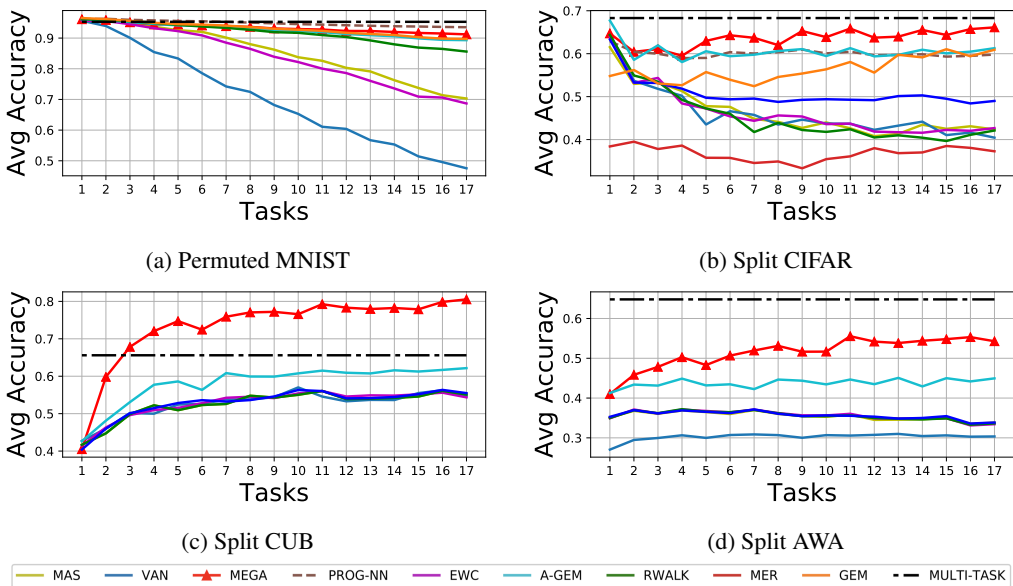 Avg Accuracy
0.9
0.8
0.7
0.6
0.5
1 2 3 4 5 6 7 8 9 10 11 12 13 14 15 16 17
Tasks
(a) Permuted MNIST
Avg Accuracy
0.7
0.6
0.5
0.4
1 2 3 4 5 6 7 8 9 10 11 12 13 14 15 16 17
Tasks
(b) Split CIFAR
Avg Accuracy
0.8
0.7
0.6
0.5
0.4
1 2 3 4 5 6 7 8 9 10 11 12 13 14 15 16 17
Tasks
(c) Split CUB
Avg Accuracy
0.6
0.5
0.4
0.3
1 2 3 4 5 6 7 8 9 10 11 12 13 14 15 16 17
Tasks
(d) Split AWA
MAS VAN MEGA PROG-NN EWC A-GEM RWALK MER GEM MULTI-TASK